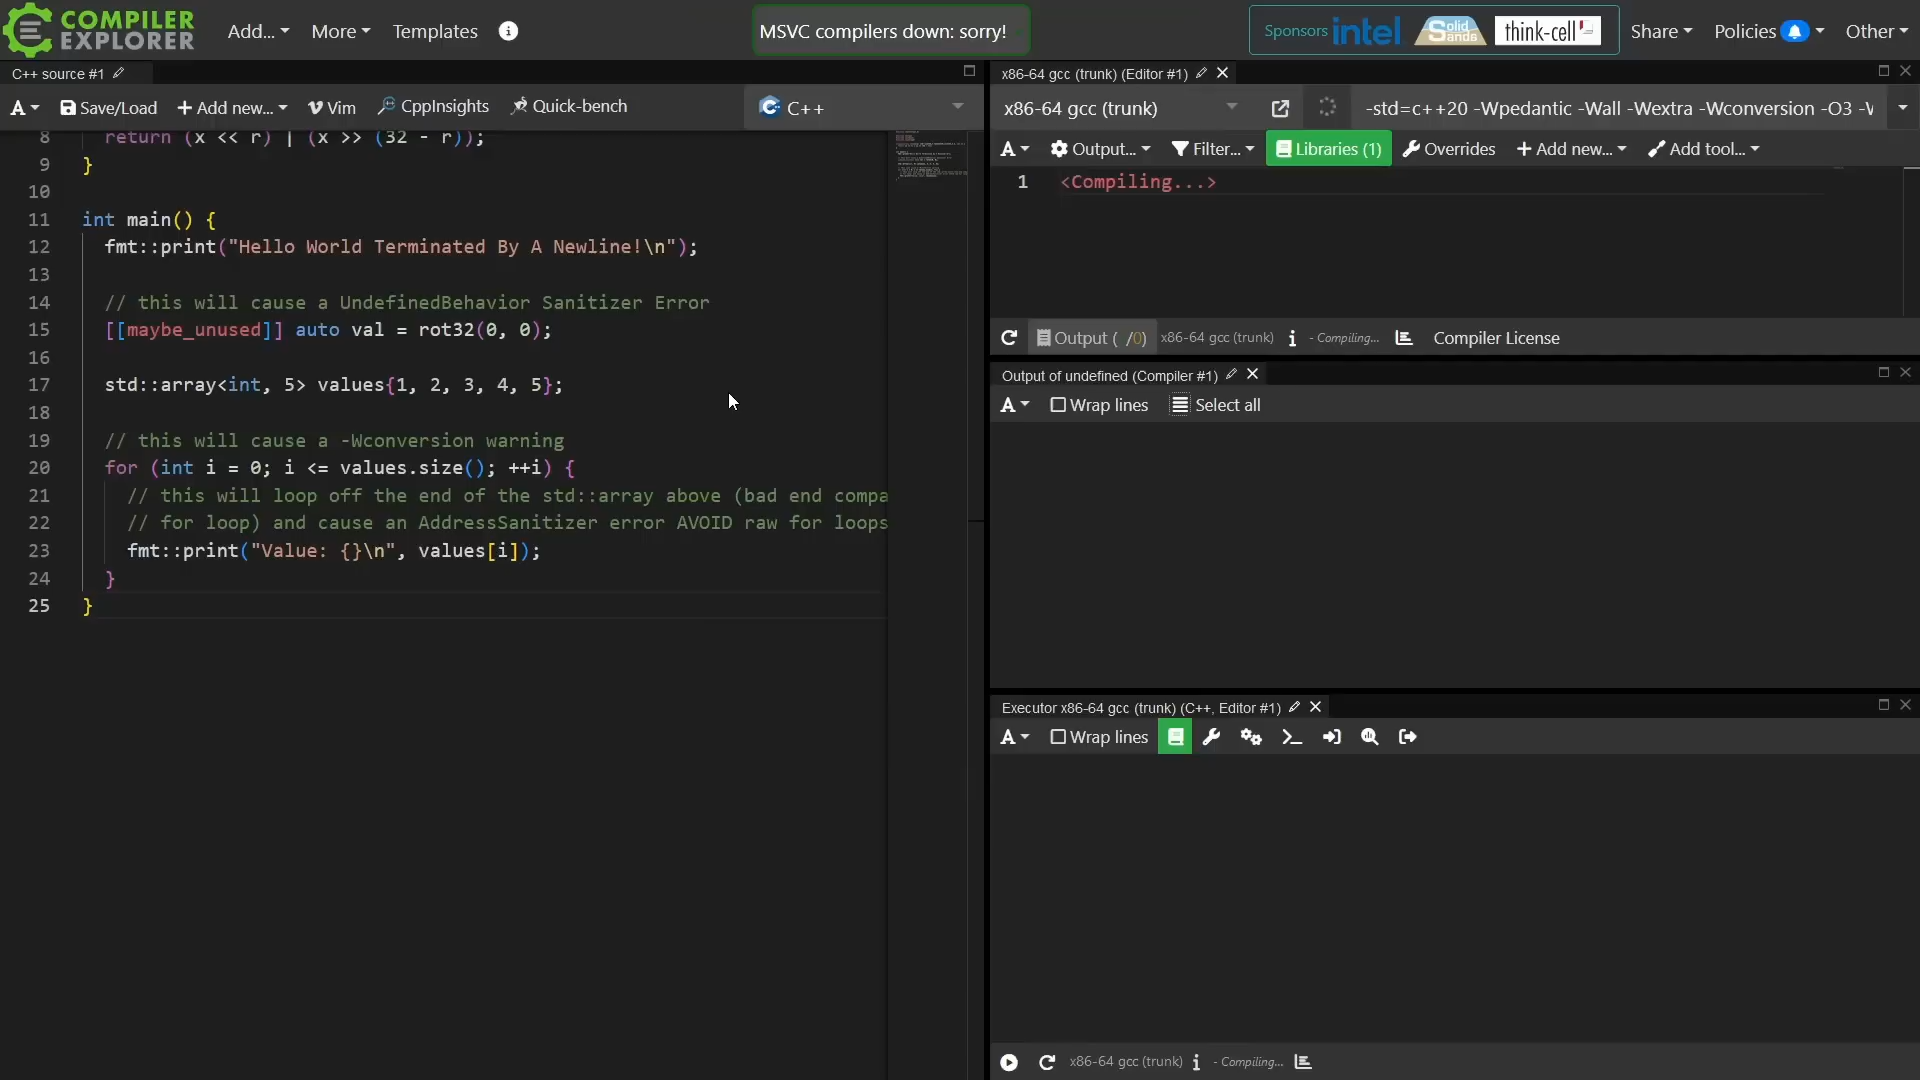 COMPILER
EXPLORER
Add...
More
Templates
MSVC compilers down: sorry!
Sponsors
intel
Solid
Sands
think-cell
Share
Policies
Other
C++ source #1
A
Save/Load
+ Add new...
Vim
CppInsights
Quick-bench
C++
8 return (x << r) | (x >> (32 - r));
9 }
10
11 int main() {
12 fmt::print("Hello World Terminated By A Newline!\n");
13
14 // this will cause a UndefinedBehavior Sanitizer Error
15 [[maybe_unused]] auto val = rot32(0, 0);
16
17 std::array<int, 5> values{1, 2, 3, 4, 5};
18
19 // this will cause a -Wconversion warning
20 for (int i = 0; i <= values.size(); ++i) {
21 // this will loop off the end of the std::array above (bad end compa
22 // for loop) and cause an AddressSanitizer error AVOID raw for loops
23 fmt::print("Value: {}\n", values[i]);
24 }
25 }
x86-64 gcc (trunk) (Editor #1)
x86-64 gcc (trunk)
-std=c++20 -Wpedantic -Wall -Wextra -Wconversion -O3 -W
A
Output...
Filter...
Libraries (1)
Overrides
+ Add new...
Add tool...
1 <Compiling...>
Output ( /0)
x86-64 gcc (trunk)
- Compiling...
Compiler License
Output of undefined (Compiler #1)
A
Wrap lines
Select all
Executor x86-64 gcc (trunk) (C++, Editor #1)
A
Wrap lines
x86-64 gcc (trunk)
- Compiling...